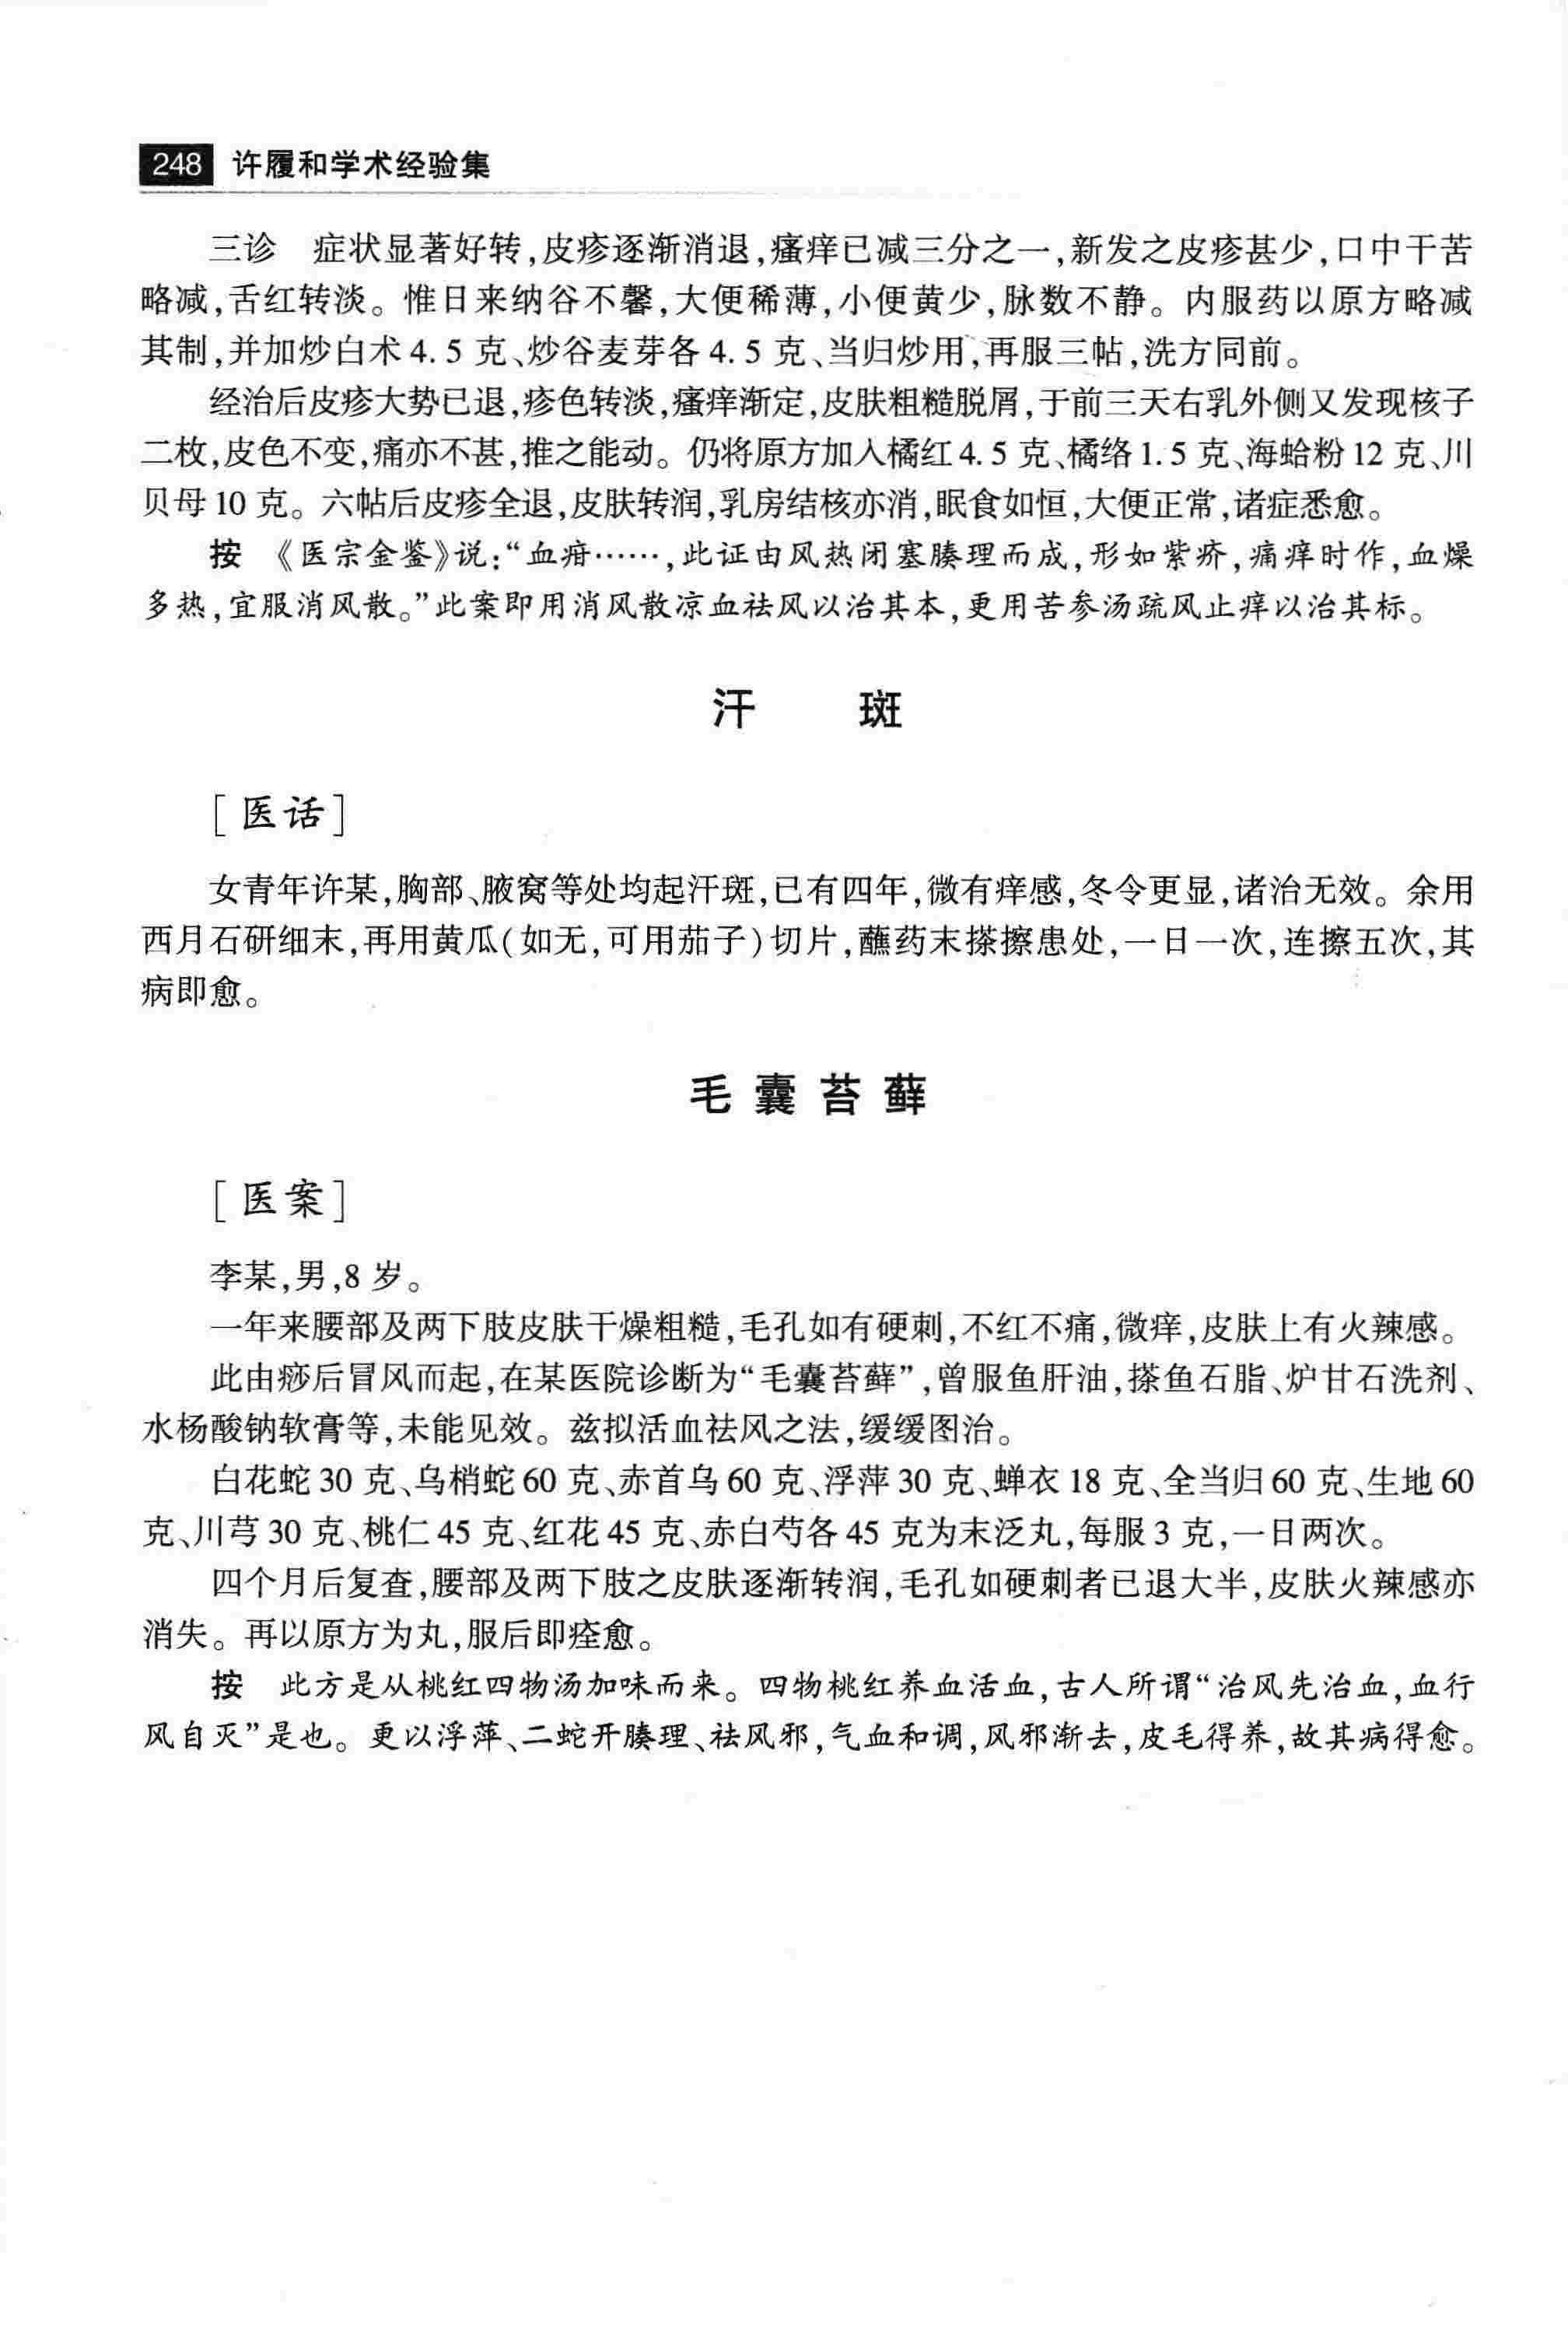 248 许履和学术经验集
三诊　症状显著好转,皮疹逐渐消退,瘙痒已减三分之一,新发之皮疹甚少,口中干苦
略减,舌红转淡。惟日来纳谷不馨,大便稀薄,小便黄少,脉数不静。内服药以原方略减
其制,并加炒白术4.5克、炒谷麦芽各4.5克、当归炒用,再服三帖,洗方同前。
经治后皮疹大势已退,疹色转淡,瘙痒渐定,皮肤粗糙脱屑,于前三天右乳外侧又发现核子
二枚,皮色不变,痛亦不甚,推之能动。仍将原方加入橘红4.5克、橘络1.5克、海蛤粉12克、川
贝母10克。六帖后皮疹全退,皮肤转润,乳房结核亦消,眠食如恒,大便正常,诸症悉愈。
按　《医宗金鉴》说:“血疳……,此证由风热闭塞腠理而成,形如紫疥,痛痒时作,血燥
多热,宜服消风散。”此案即用消风散凉血祛风以治其本,更用苦参汤疏风止痒以治其标。
汗　斑
[医话]
女青年许某,胸部、腋窝等处均起汗斑,已有四年,微有痒感,冬令更显,诸治无效。余用
西月石研细末,再用黄瓜(如无,可用茄子)切片,蘸药末搽擦患处,一日一次,连擦五次,其
病即愈。
毛囊苔藓
[医案]
李某,男,8岁。
一年来腰部及两下肢皮肤干燥粗糙,毛孔如有硬刺,不红不痛,微痒,皮肤上有火辣感。
此由痧后冒风而起,在某医院诊断为“毛囊苔藓”,曾服鱼肝油,搽鱼石脂、炉甘石洗剂、
水杨酸钠软膏等,未能见效。兹拟活血祛风之法,缓缓图治。
白花蛇30克、乌梢蛇60克、赤首乌60克、浮萍30克、蝉衣18克、全当归60克、生地60
克、川芎30克、桃仁45克、红花45克、赤白芍各45克为末泛丸,每服3克,一日两次。
四个月后复查,腰部及两下肢之皮肤逐渐转润,毛孔如硬刺者已退大半,皮肤火辣感亦
消失。再以原方为丸,服后即痊愈。
按　此方是从桃红四物汤加味而来。四物桃红养血活血,古人所谓“治风先治血,血行
风自灭”是也。更以浮萍、二蛇开腠理、祛风邪,气血和调,风邪渐去,皮毛得养,故其病得愈。